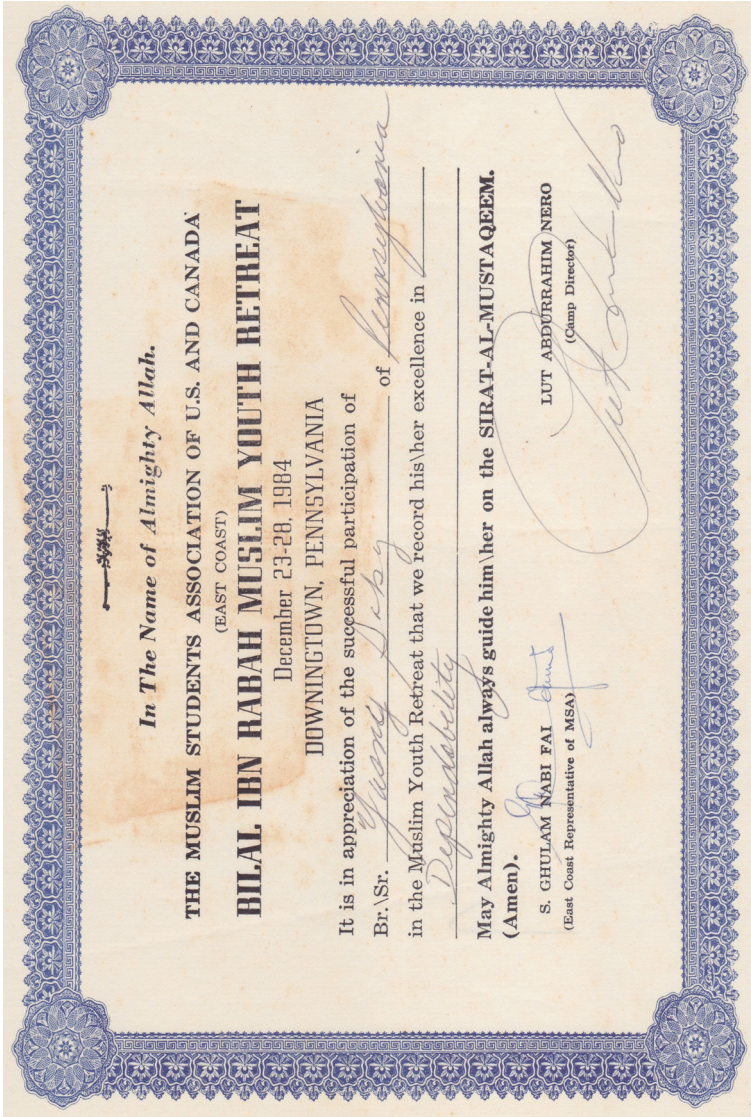 In The Name of Almighty Allah.
THE MUSLIM STUDENTS ASSOCIATION OF U.S. AND CANADA
(EAST COAST)
BILAL IBN RABAH MUSLIM YOUTH RETREAT
December 23-28, 1984
DOWNINGTOWN, PENNSYLVANIA
It is in appreciation of the successful participation of
Br.\Sr. Saby of Pennsylvania
in the Muslim Youth Retreat that we record his\her excellence in
Dependability
May Almighty Allah always guide him\her on the SIRAT-AL-MUSTAQEEM.
(Amen).
S. GHULAM NABI FAI
(East Coast Representative of MSA)
LUT ABDURRAHIM NERO
(Camp Director)